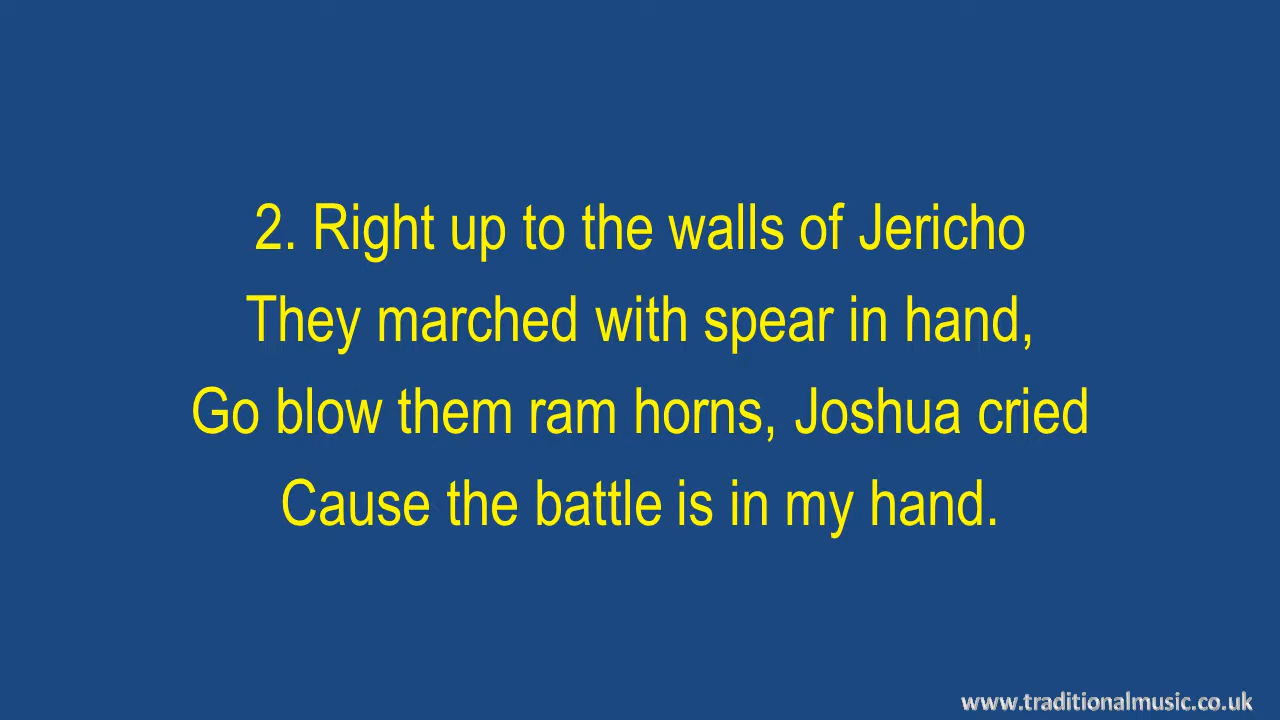 2. Right up to the walls of Jericho
They marched with spear in hand,
Go blow them ram horns, Joshua cried
Cause the battle is in my hand.
www.traditionalmusic.co.uk